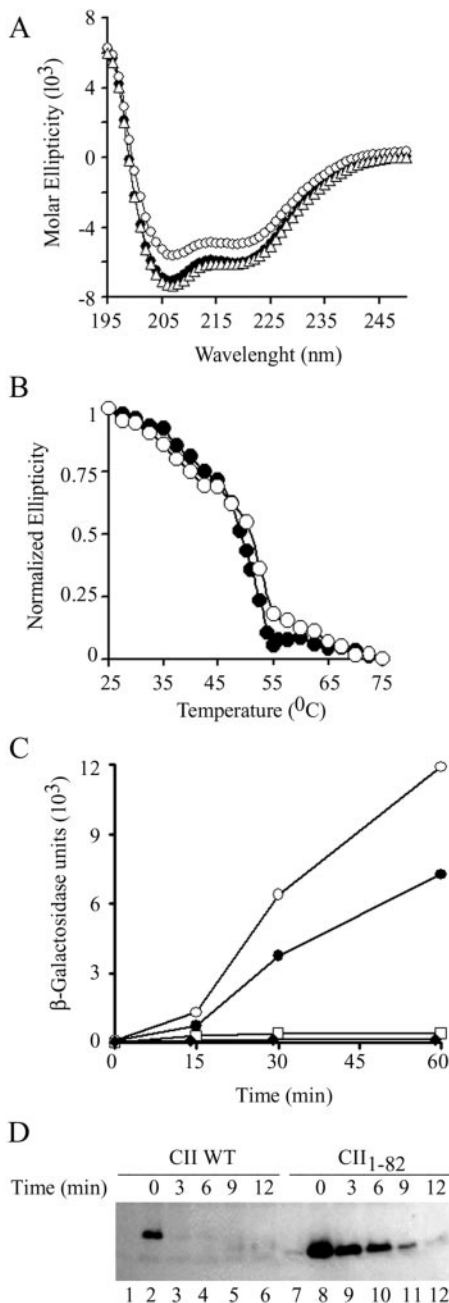 A
8
4
0
-4
-8
Molar Ellipticity (10³)
195 205 215 225 235 245
Wavelenght (nm)
B
1
0.75
0.5
0.25
0
Normalized Ellipticity
25 35 45 55 65 75
Temperature (⁰C)
C
12
9
6
3
0
β-Galactosidase units (10³)
0 15 30 45 60
Time (min)
D
CII WT CII₁₋₈₂
Time (min) 0 3 6 9 12 0 3 6 9 12
1 2 3 4 5 6 7 8 9 10 11 12